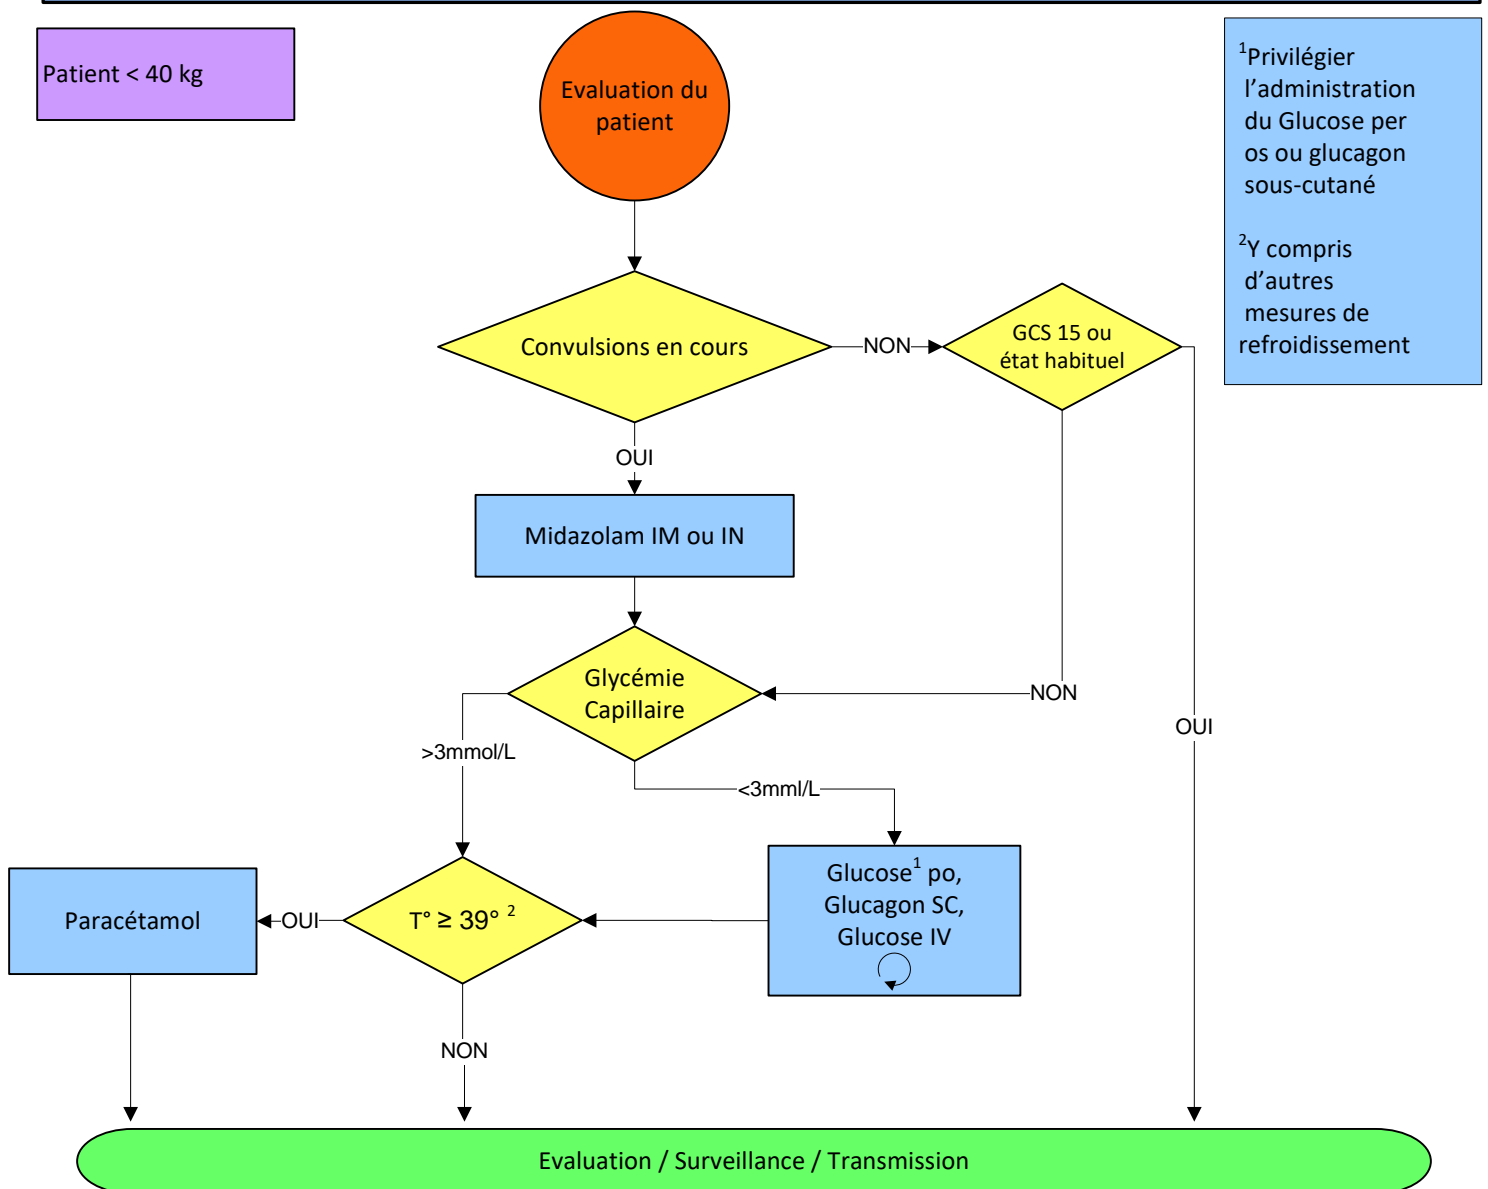 Patient < 40 kg
Evaluation du
patient
¹Privilégier
l’administration
du Glucose per
os ou glucagon
sous-cutané
²Y compris
d’autres
mesures de
refroidissement
Convulsions en cours
NON
GCS 15 ou
état habituel
OUI
Midazolam IM ou IN
Glycémie
Capillaire
NON
OUI
>3mmol/L
<3mml/L
Paracétamol
OUI
T° ≥ 39° ²
Glucose¹ po,
Glucagon SC,
Glucose IV
NON
Evaluation / Surveillance / Transmission